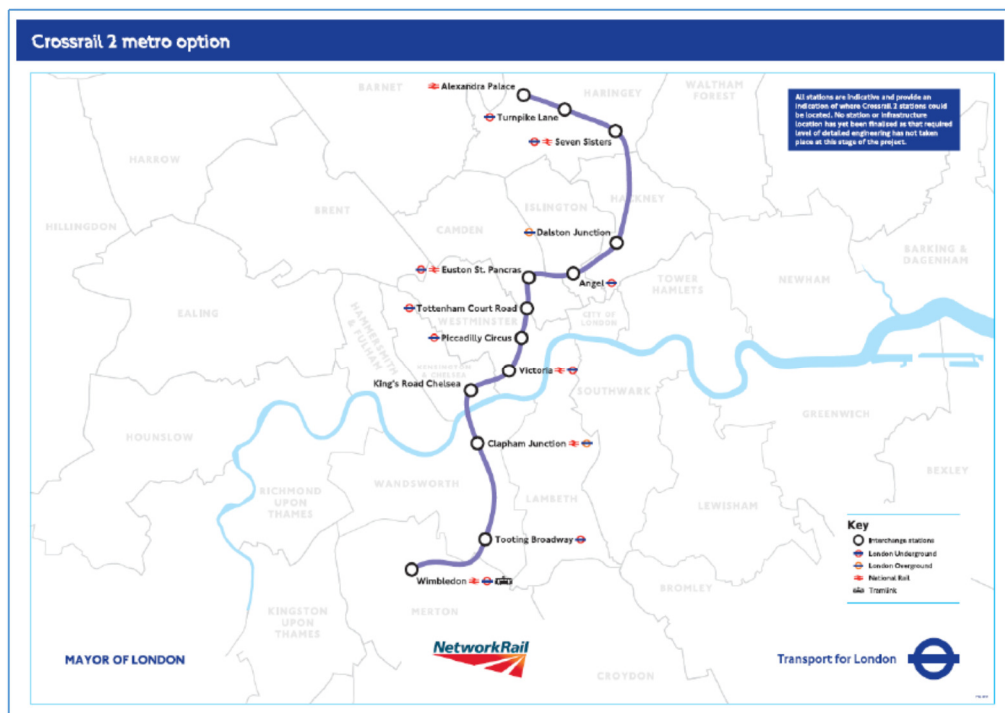 Crossrail 2 metro option
All stations are indicative and provide an
indication of where Crossrail 2 stations could
be located. No station or infrastructure
location has yet been finalised as that required
level of detailed engineering has not taken
place at this stage of the project.
BARNET
Alexandra Palace
HARINGEY
WALTHAM
FOREST
Turnpike Lane
Seven Sisters
HARROW
HACKNEY
ISLINGTON
BRENT
HILLINGDON
CAMDEN
Dalston Junction
BARKING &
DAGENHAM
Euston St. Pancras
Angel
TOWER
HAMLETS
NEWHAM
EALING
HAMMERSMITH
& FULHAM
Tottenham Court Road
WESTMINSTER
CITY OF
LONDON
Piccadilly Circus
KENSINGTON
& CHELSEA
Victoria
King's Road Chelsea
SOUTHWARK
GREENWICH
HOUNSLOW
Clapham Junction
BEXLEY
WANDSWORTH
RICHMOND
UPON
THAMES
LAMBETH
LEWISHAM
Key
Interchange stations
London Underground
London Overground
National Rail
Tramlink
Tooting Broadway
Wimbledon
BROMLEY
MERTON
KINGSTON
UPON
THAMES
CROYDON
MAYOR OF LONDON
NetworkRail
Transport for London